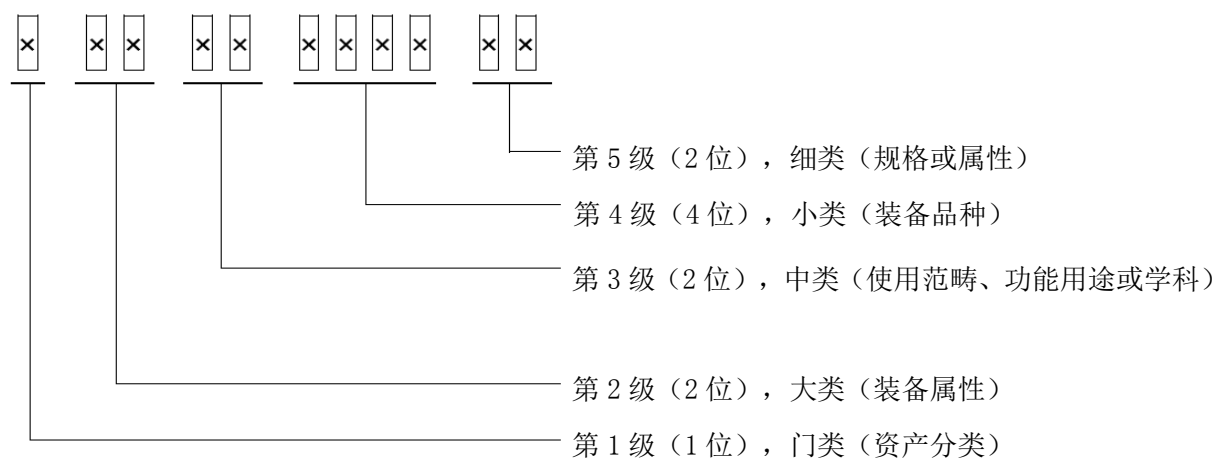 × ×× ×× ×××× ××
第5级（2位），细类（规格或属性）
第4级（4位），小类（装备品种）
第3级（2位），中类（使用范畴、功能用途或学科）
第2级（2位），大类（装备属性）
第1级（1位），门类（资产分类）